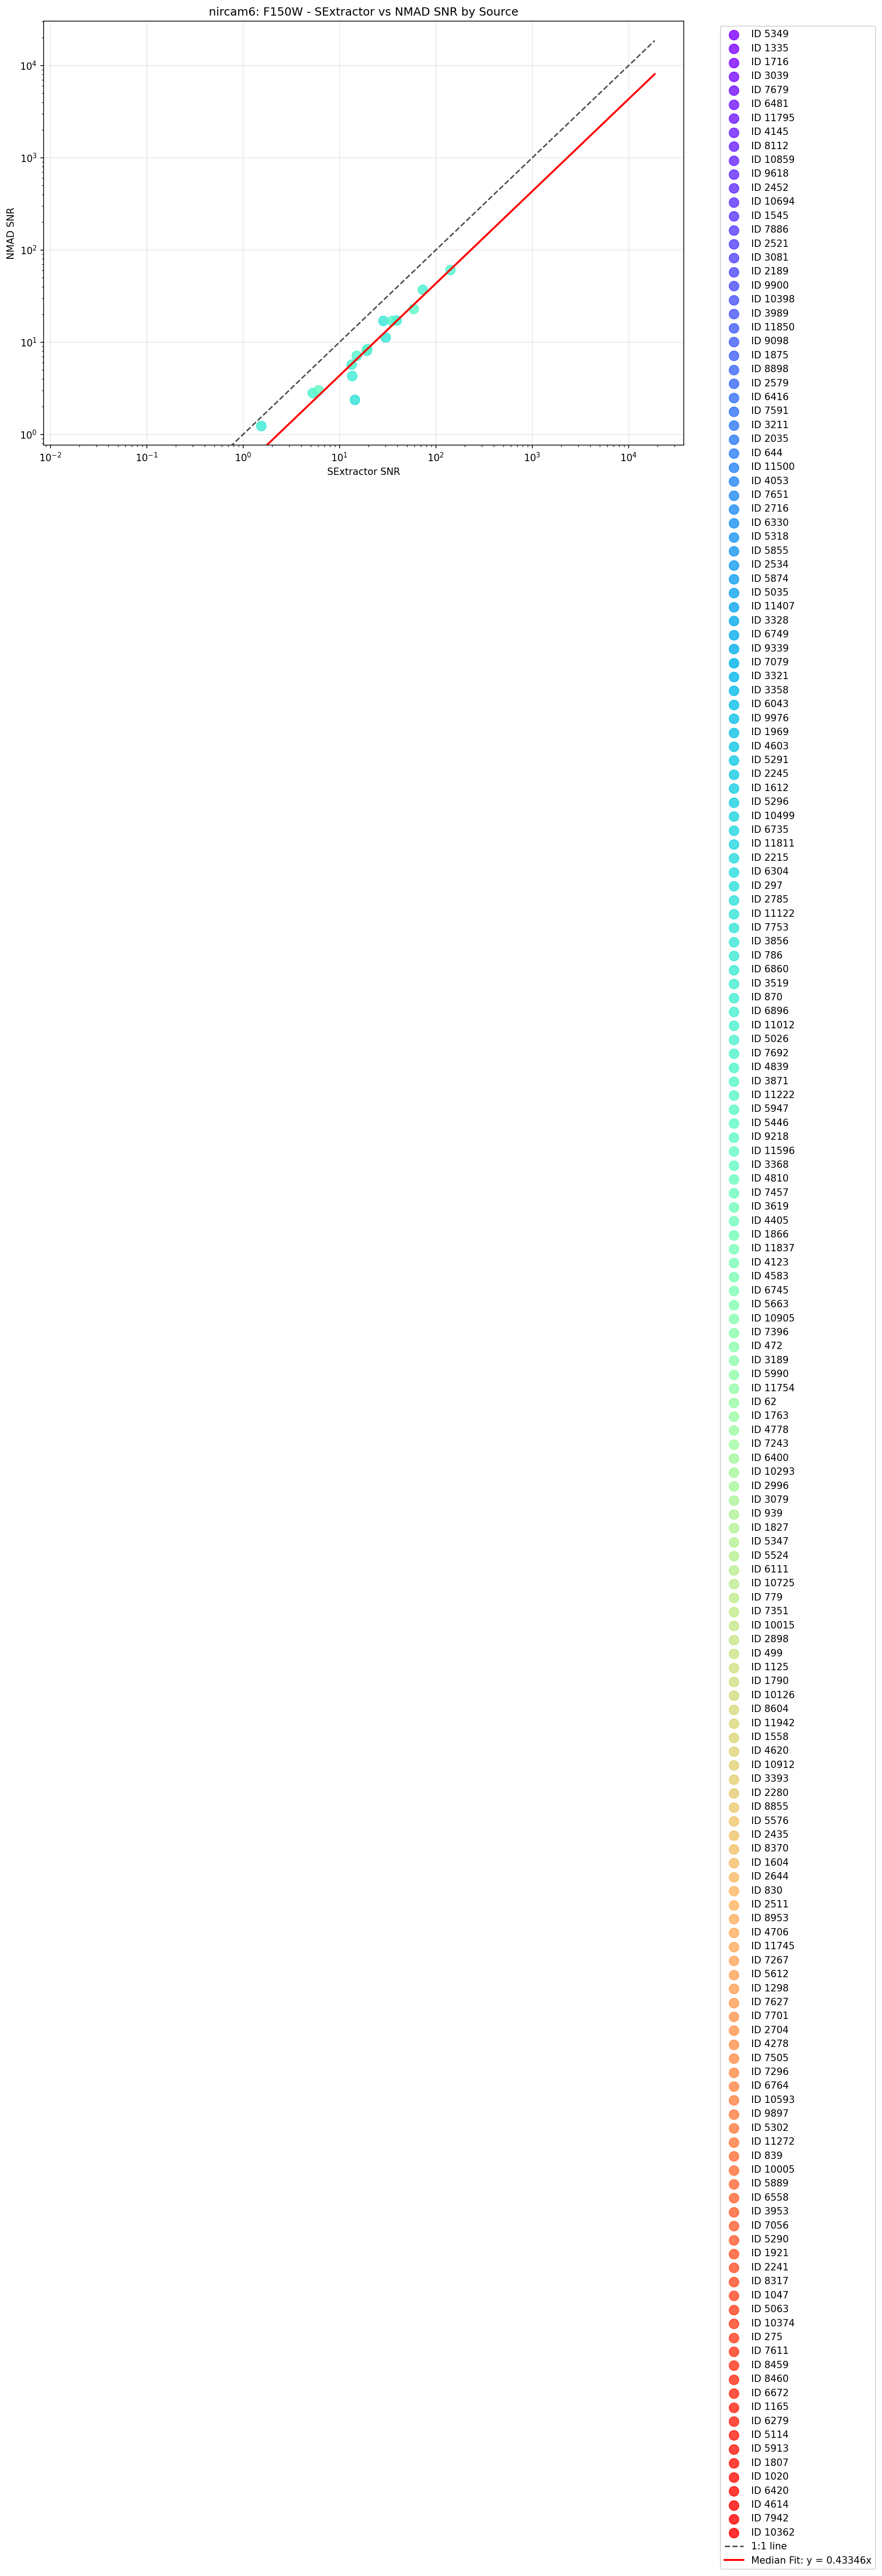 nircam6: F150W - SExtractor vs NMAD SNR by Source
NMAD SNR
10⁴
10³
10²
10¹
10⁰
10⁻²
10⁻¹
10⁰
10¹
10²
10³
10⁴
SExtractor SNR
ID 5349
ID 1335
ID 1716
ID 3039
ID 7679
ID 6481
ID 11795
ID 4145
ID 8112
ID 10859
ID 9618
ID 2452
ID 10694
ID 1545
ID 7886
ID 2521
ID 3081
ID 2189
ID 9900
ID 10398
ID 3989
ID 11850
ID 9098
ID 1875
ID 8898
ID 2579
ID 6416
ID 7591
ID 3211
ID 2035
ID 644
ID 11500
ID 4053
ID 7651
ID 2716
ID 6330
ID 5318
ID 5855
ID 2534
ID 5874
ID 5035
ID 11407
ID 3328
ID 6749
ID 9339
ID 7079
ID 3321
ID 3358
ID 6043
ID 9976
ID 1969
ID 4603
ID 5291
ID 2245
ID 1612
ID 5296
ID 10499
ID 6735
ID 11811
ID 2215
ID 6304
ID 297
ID 2785
ID 11122
ID 7753
ID 3856
ID 786
ID 6860
ID 3519
ID 870
ID 6896
ID 11012
ID 5026
ID 7692
ID 4839
ID 3871
ID 11222
ID 5947
ID 5446
ID 9218
ID 11596
ID 3368
ID 4810
ID 7457
ID 3619
ID 4405
ID 1866
ID 11837
ID 4123
ID 4583
ID 6745
ID 5663
ID 10905
ID 7396
ID 472
ID 3189
ID 5990
ID 11754
ID 62
ID 1763
ID 4778
ID 7243
ID 6400
ID 10293
ID 2996
ID 3079
ID 939
ID 1827
ID 5347
ID 5524
ID 6111
ID 10725
ID 779
ID 7351
ID 10015
ID 2898
ID 499
ID 1125
ID 1790
ID 10126
ID 8604
ID 11942
ID 1558
ID 4620
ID 10912
ID 3393
ID 2280
ID 8855
ID 5576
ID 2435
ID 8370
ID 1604
ID 2644
ID 830
ID 2511
ID 8953
ID 4706
ID 11745
ID 7267
ID 5612
ID 1298
ID 7627
ID 7701
ID 2704
ID 4278
ID 7505
ID 7296
ID 6764
ID 10593
ID 9897
ID 5302
ID 11272
ID 839
ID 10005
ID 5889
ID 6558
ID 3953
ID 7056
ID 5290
ID 1921
ID 2241
ID 8317
ID 1047
ID 5063
ID 10374
ID 275
ID 7611
ID 8459
ID 8460
ID 6672
ID 1165
ID 6279
ID 5114
ID 5913
ID 1807
ID 1020
ID 6420
ID 4614
ID 7942
ID 10362
1:1 line
Median Fit: y = 0.43346x